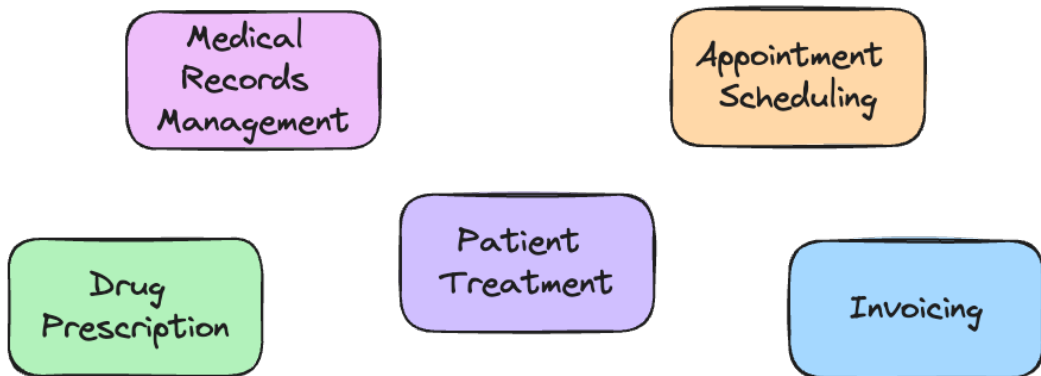 Medical
Records
Management
Appointment
Scheduling
Patient
Treatment
Drug
Prescription
Invoicing